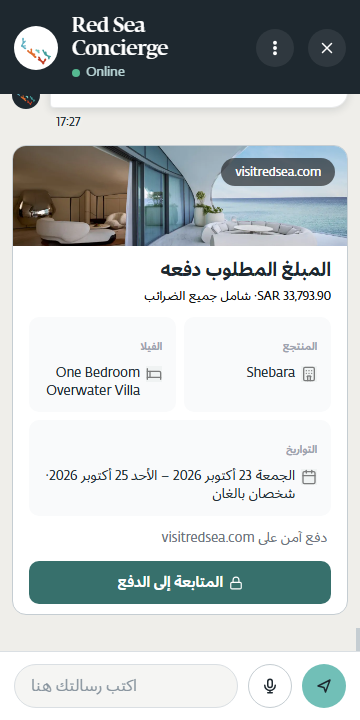 Red Sea
Concierge
Online
17:27
visitredsea.com
المبلغ المطلوب دفعه
SAR 33,793.90· شامل جميع الضرائب
المنتجع
Shebara
الفيلا
One Bedroom
Overwater Villa
التواريخ
الجمعة 23 أكتوبر 2026 – الأحد 25 أكتوبر 2026·
شخصان بالغان
دفع آمن على visitredsea.com
المتابعة إلى الدفع
اكتب رسالتك هنا